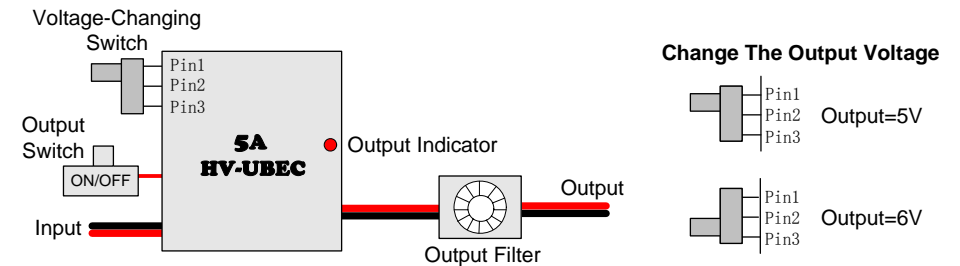 Voltage-Changing
Switch
Pin1
Pin2
Pin3
Output
Switch
ON/OFF
Input
5A
HV-UBEC
Output Indicator
Output
Output Filter
Change The Output Voltage
Pin1
Pin2
Pin3
Output=5V
Pin1
Pin2
Pin3
Output=6V